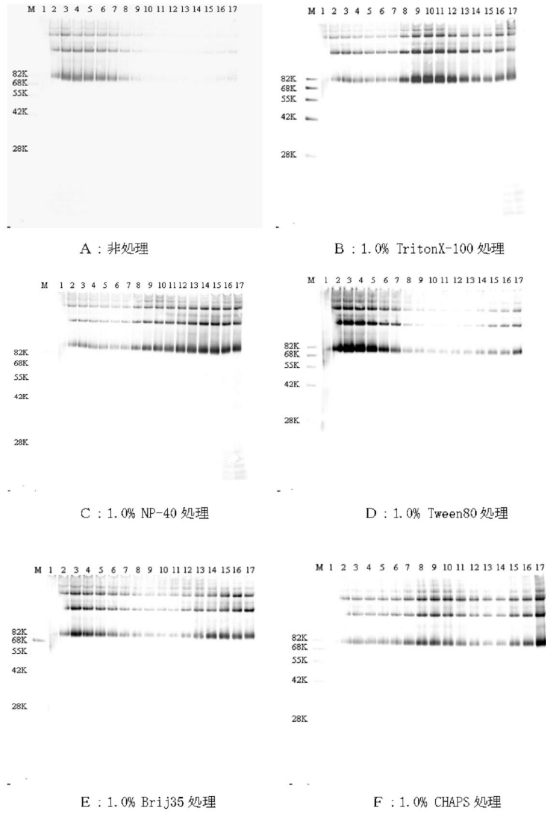 M 1 2 3 4 5 6 7 8 9 10 11 12 13 14 15 16 17
82K
68K
55K
42K
28K
A：非処理
M 1 2 3 4 5 6 7 8 9 10 11 12 13 14 15 16 17
82K
68K
55K
42K
28K
B：1.0% TritonX-100 処理
M 1 2 3 4 5 6 7 8 9 10 11 12 13 14 15 16 17
82K
68K
55K
42K
28K
C：1.0% NP-40 処理
M 1 2 3 4 5 6 7 8 9 10 11 12 13 14 15 16 17
82K
68K
55K
42K
28K
D：1.0% Tween80 処理
M 1 2 3 4 5 6 7 8 9 10 11 12 13 14 15 16 17
82K
68K
55K
42K
28K
E：1.0% Brij35 処理
M 1 2 3 4 5 6 7 8 9 10 11 12 13 14 15 16 17
82K
68K
55K
42K
28K
F：1.0% CHAPS 処理